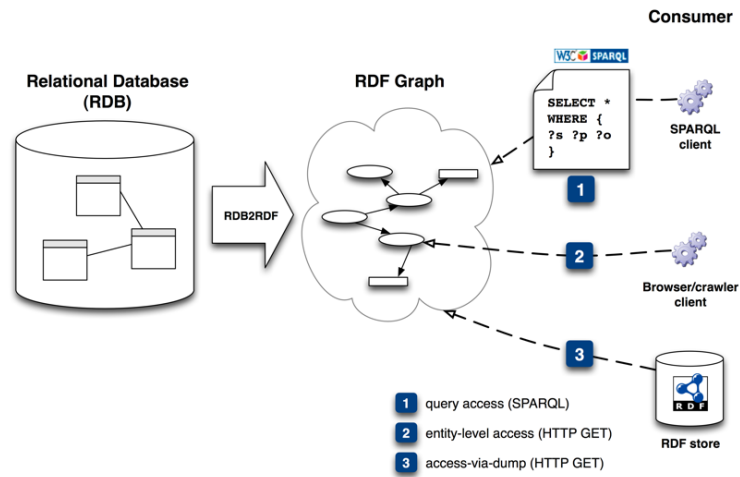 Consumer
Relational Database
(RDB)
RDF Graph
W3C SPARQL
SELECT *
WHERE {
?s ?p ?o
}
SPARQL
client
1
RDB2RDF
2
Browser/crawler
client
3
RDF
RDF store
1 query access (SPARQL)
2 entity-level access (HTTP GET)
3 access-via-dump (HTTP GET)